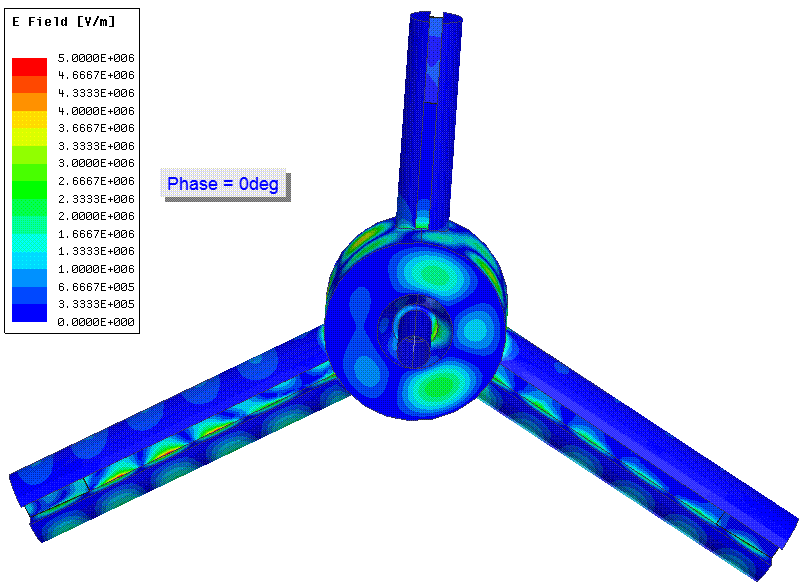 E Field [V/m]
5.0000E+006
4.6667E+006
4.3333E+006
4.0000E+006
3.6667E+006
3.3333E+006
3.0000E+006
2.6667E+006
2.3333E+006
2.0000E+006
1.6667E+006
1.3333E+006
1.0000E+006
6.6667E+005
3.3333E+005
0.0000E+000
Phase = 0deg